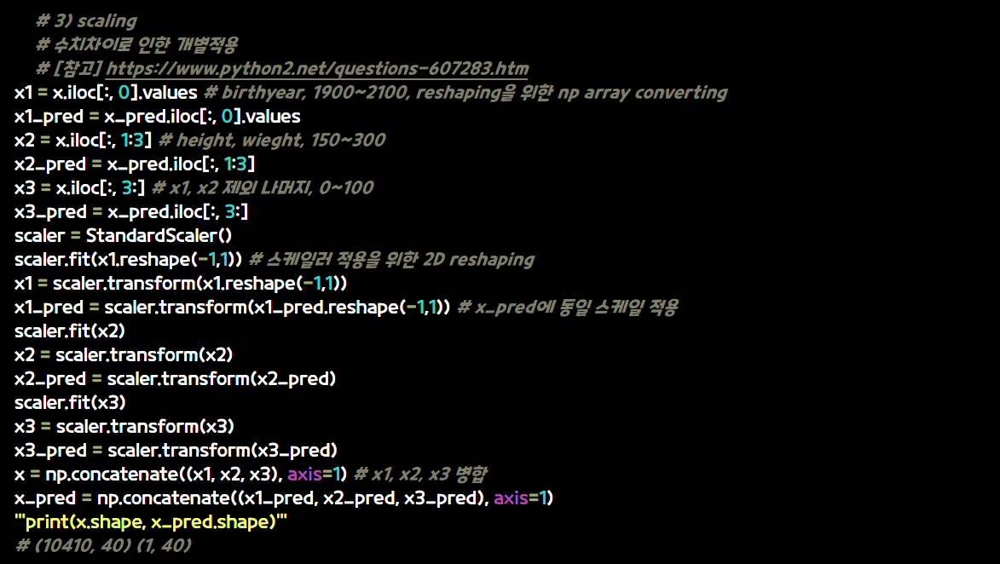 # 3) scaling
# 수치차이로 인한 개별적용
# [참고] https://www.python2.net/questions-607283.htm
x1 = x.iloc[:, 0].values # birthyear, 1900~2100, reshaping을 위한 np array converting
x1_pred = x_pred.iloc[:, 0].values
x2 = x.iloc[:, 1:3] # height, wieght, 150~300
x2_pred = x_pred.iloc[:, 1:3]
x3 = x.iloc[:, 3:] # x1, x2 제외 나머지, 0~100
x3_pred = x_pred.iloc[:, 3:]
scaler = StandardScaler()
scaler.fit(x1.reshape(-1,1)) # 스케일러 적용을 위한 2D reshaping
x1 = scaler.transform(x1.reshape(-1,1))
x1_pred = scaler.transform(x1_pred.reshape(-1,1)) # x_pred에 동일 스케일 적용
scaler.fit(x2)
x2 = scaler.transform(x2)
x2_pred = scaler.transform(x2_pred)
scaler.fit(x3)
x3 = scaler.transform(x3)
x3_pred = scaler.transform(x3_pred)
x = np.concatenate((x1, x2, x3), axis=1) # x1, x2, x3 병합
x_pred = np.concatenate((x1_pred, x2_pred, x3_pred), axis=1)
'''print(x.shape, x_pred.shape)'''
# (10410, 40) (1, 40)